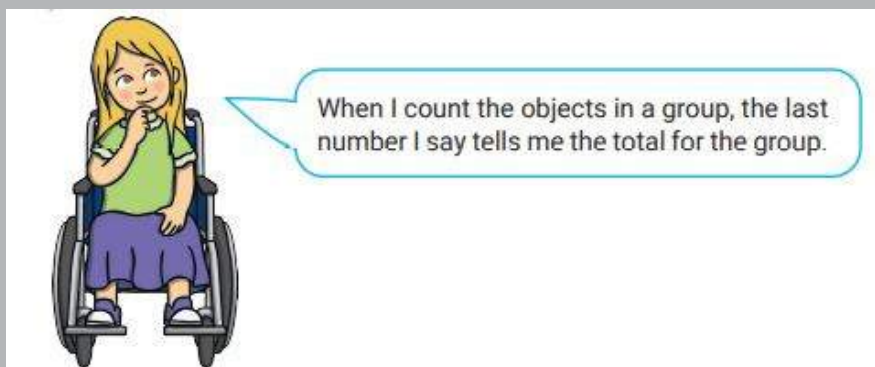 When I count the objects in a group, the last
number I say tells me the total for the group.